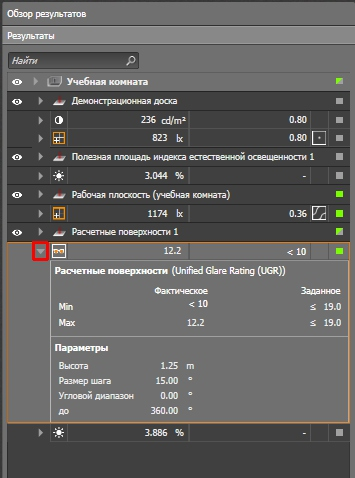 Обзор результатов
Результаты
Найти
Учебная комната
Демонстрационная доска
236 cd/m² 0.80
823 lx 0.80
Полезная площадь индекса естественной освещенности 1
3.044 % -
Рабочая плоскость (учебная комната)
1174 lx 0.36
Расчетные поверхности 1
12.2 < 10
Расчетные поверхности (Unified Glare Rating (UGR))
Фактическое Заданное
Min < 10 ≤ 19.0
Max 12.2 ≤ 19.0
Параметры
Высота 1.25 m
Размер шага 15.00 °
Угловой диапазон 0.00 °
до 360.00 °
3.886 % -